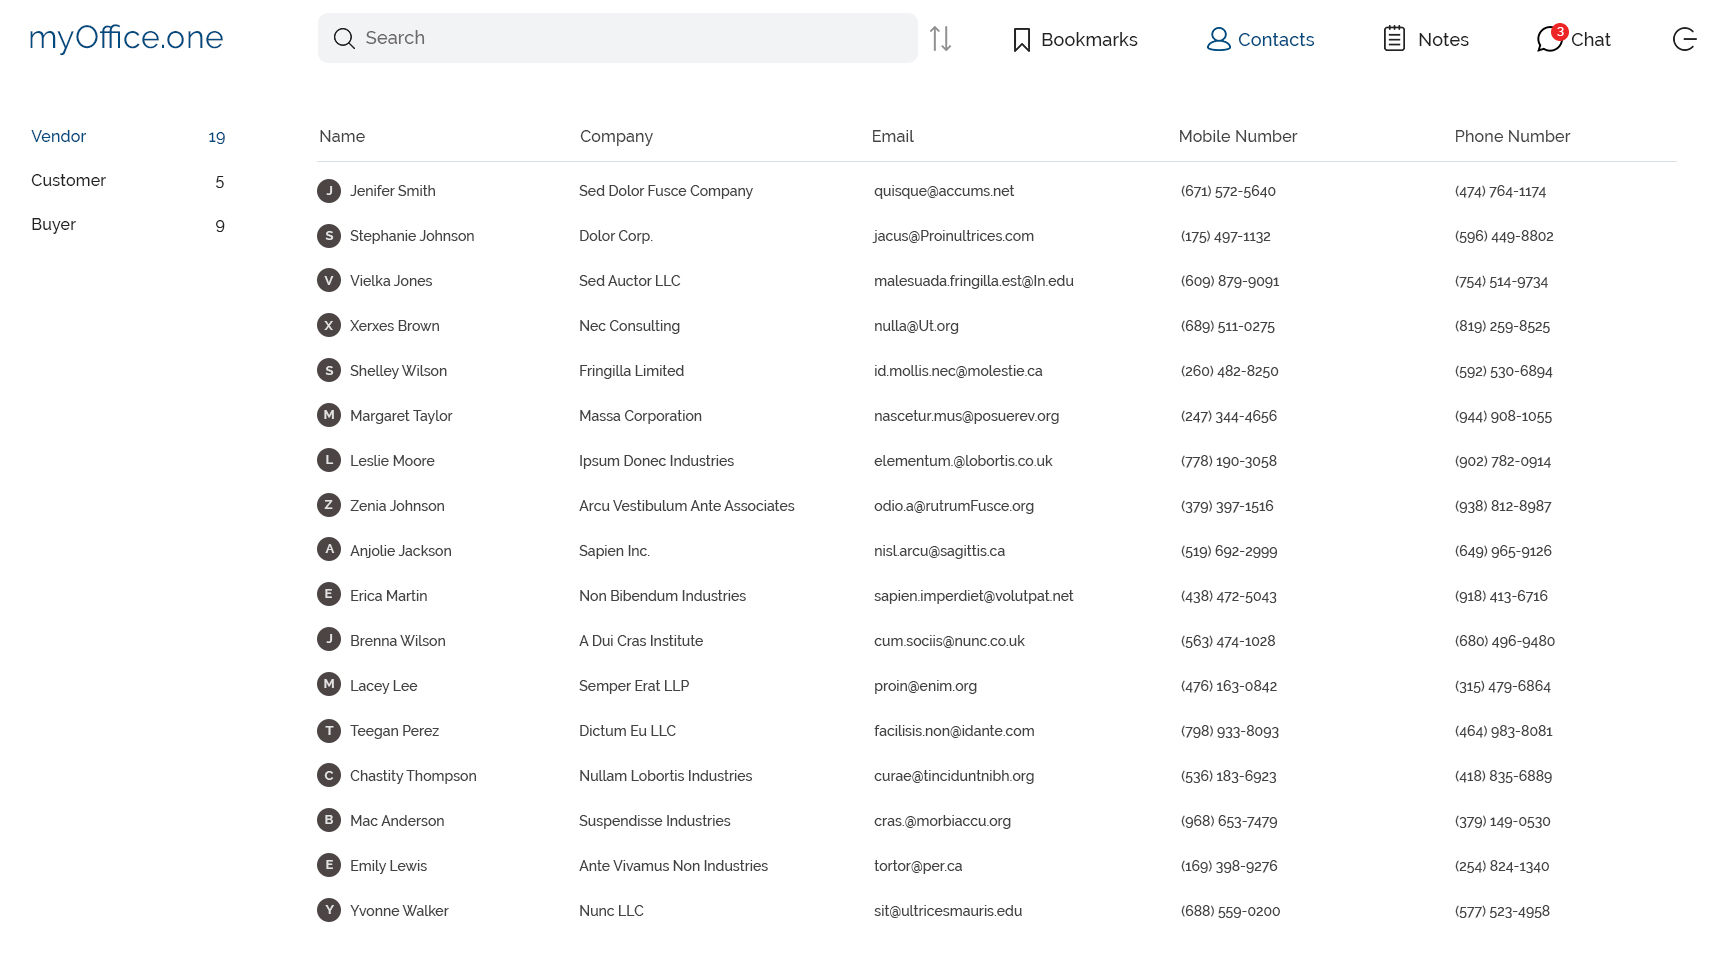 myOffice.one
Search
Bookmarks
Contacts
Notes
3
Chat
Vendor 19
Customer 5
Buyer 9
Name Company Email Mobile Number Phone Number
J Jenifer Smith Sed Dolor Fusce Company quisque@accums.net (671) 572-5640 (474) 764-1174
S Stephanie Johnson Dolor Corp. jacus@Proinultrices.com (175) 497-1132 (596) 449-8802
V Vielka Jones Sed Auctor LLC malesuada.fringilla.est@In.edu (609) 879-9091 (754) 514-9734
X Xerxes Brown Nec Consulting nulla@Ut.org (689) 511-0275 (819) 259-8525
S Shelley Wilson Fringilla Limited id.mollis.nec@molestie.ca (260) 482-8250 (592) 530-6894
M Margaret Taylor Massa Corporation nascetur.mus@posuerev.org (247) 344-4656 (944) 908-1055
L Leslie Moore Ipsum Donec Industries elementum.@lobortis.co.uk (778) 190-3058 (902) 782-0914
Z Zenia Johnson Arcu Vestibulum Ante Associates odio.a@rutrumFusce.org (379) 397-1516 (938) 812-8987
A Anjolie Jackson Sapien Inc. nisl.arcu@sagittis.ca (519) 692-2999 (649) 965-9126
E Erica Martin Non Bibendum Industries sapien.imperdiet@volutpat.net (438) 472-5043 (918) 413-6716
J Brenna Wilson A Dui Cras Institute cum.sociis@nunc.co.uk (563) 474-1028 (680) 496-9480
M Lacey Lee Semper Erat LLP proin@enim.org (476) 163-0842 (315) 479-6864
T Teegan Perez Dictum Eu LLC facilisis.non@idante.com (798) 933-8093 (464) 983-8081
C Chastity Thompson Nullam Lobortis Industries curae@tinciduntnibh.org (536) 183-6923 (418) 835-6889
B Mac Anderson Suspendisse Industries cras.@morbiaccu.org (968) 653-7479 (379) 149-0530
E Emily Lewis Ante Vivamus Non Industries tortor@per.ca (169) 398-9276 (254) 824-1340
Y Yvonne Walker Nunc LLC sit@ultricesmauris.edu (688) 559-0200 (577) 523-4958